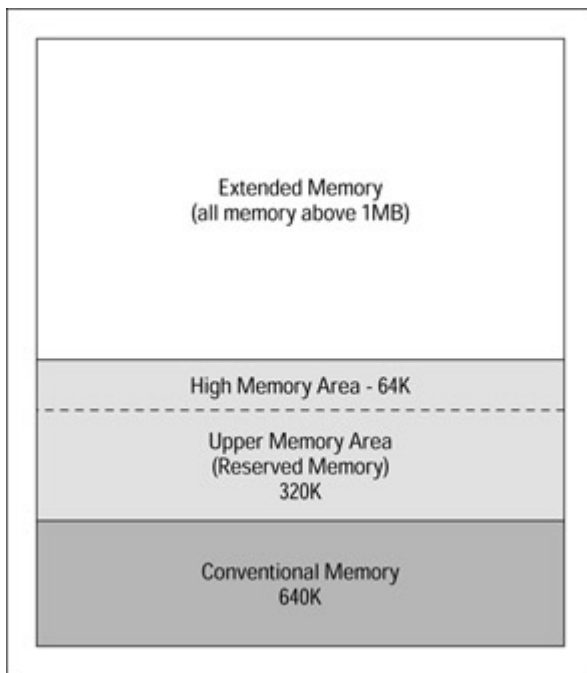 Extended Memory
(all memory above 1MB)
High Memory Area - 64K
Upper Memory Area
(Reserved Memory)
320K
Conventional Memory
640K